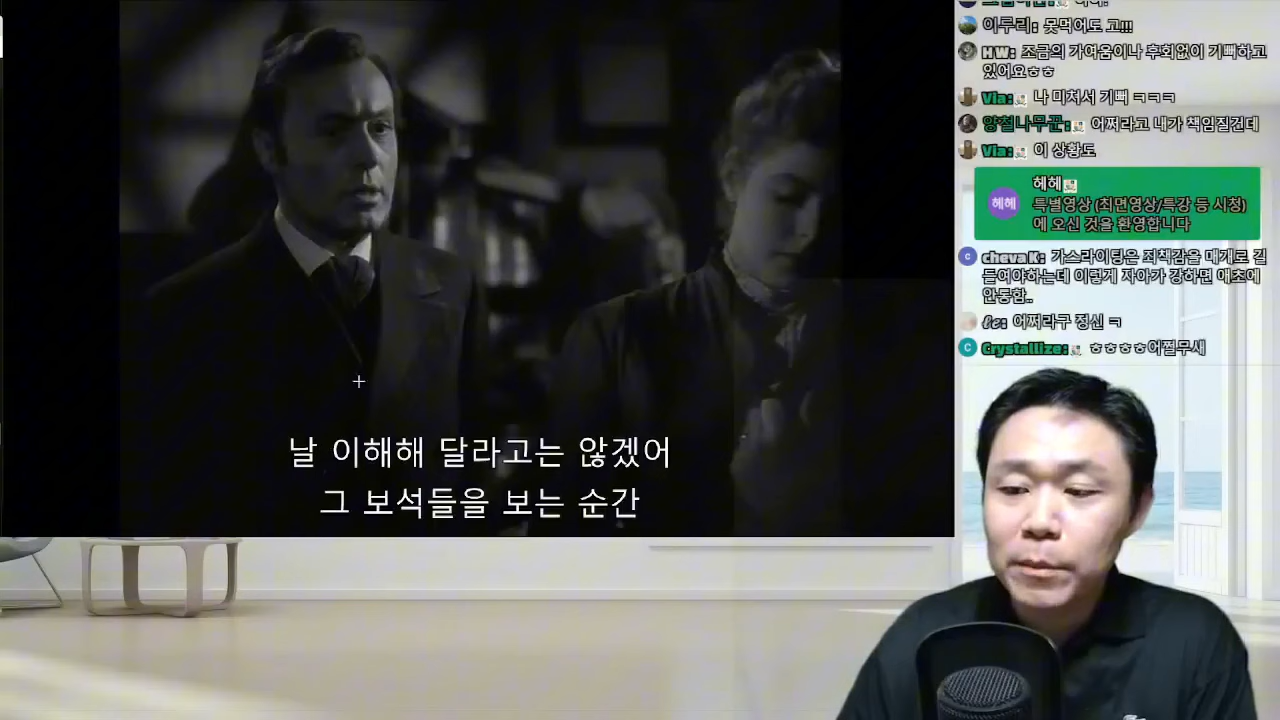 날 이해해 달라고는 않겠어
그 보석들을 보는 순간
이루리: 못먹어도 고!!!
HW: 조금의 가여움이나 후회없이 기뻐하고
있어요ㅎㅎ
Via: 나 미쳐서 기뻐 ㅋㅋㅋ
양철나무꾼: 어쩌라고 내가 책임질건데
Via: 이 상황도
헤헤
헤헤
특별영상 (최면영상/특강 등 시청)
에 오신 것을 환영합니다
c
chevaK: 가스라이팅은 죄책감을 매개로 길
들여야하는데 이렇게 자아가 강하면 애초에
안통함..
ℓe: 어쩌라구 정신 ㅋ
C
Crystallize: ㅎㅎㅎㅎ어쩔무새